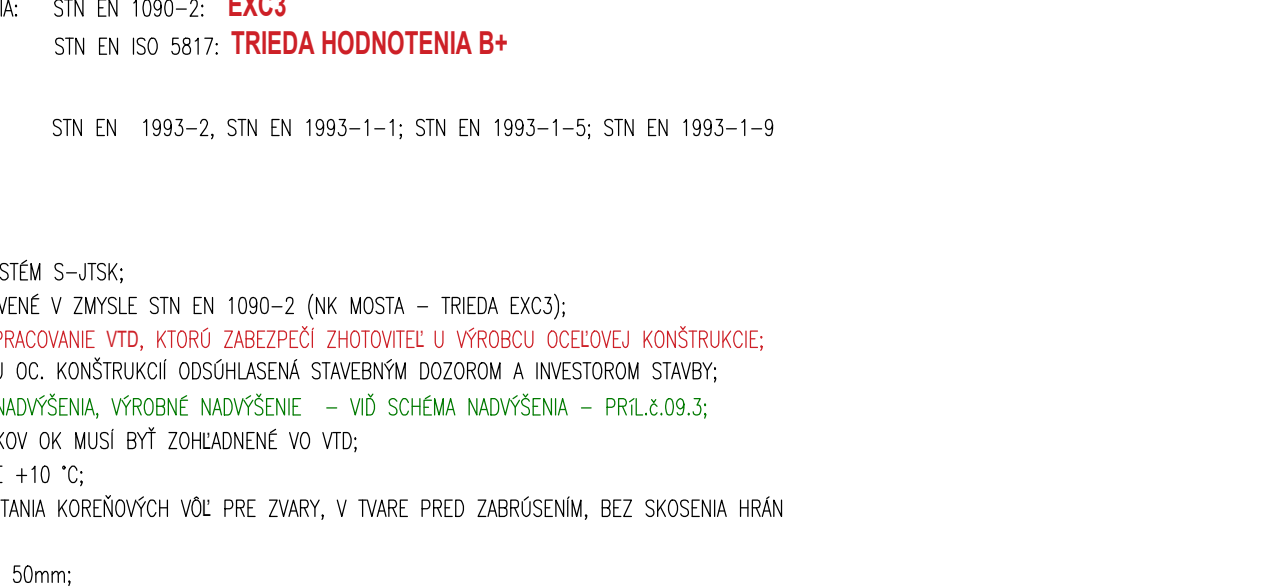 IA: STN EN 1090-2: EXC3
STN EN ISO 5817: TRIEDA HODNOTENIA B+
STN EN 1993-2, STN EN 1993-1-1; STN EN 1993-1-5; STN EN 1993-1-9
STÉM S-JTSK;
VENÉ V ZMYSLE STN EN 1090-2 (NK MOSTA - TRIEDA EXC3);
PRACOVANIE VTD, KTORÚ ZABEZPEČÍ ZHOTOVITEĽ U VÝROBCU OCEĽOVEJ KONŠTRUKCIE;
U OC. KONŠTRUKCIÍ ODSÚHLASENÁ STAVEBNÝM DOZOROM A INVESTOROM STAVBY;
NADVÝŠENIA, VÝROBNÉ NADVÝŠENIE - VIĎ SCHÉMA NADVÝŠENIA - PRíL.č.09.3;
KOV OK MUSÍ BYŤ ZOHĽADNENÉ VO VTD;
E +10 °C;
TANIA KOREŇOVÝCH VÔĽ PRE ZVARY, V TVARE PRED ZABRÚSENÍM, BEZ SKOSENIA HRÁN
50mm;